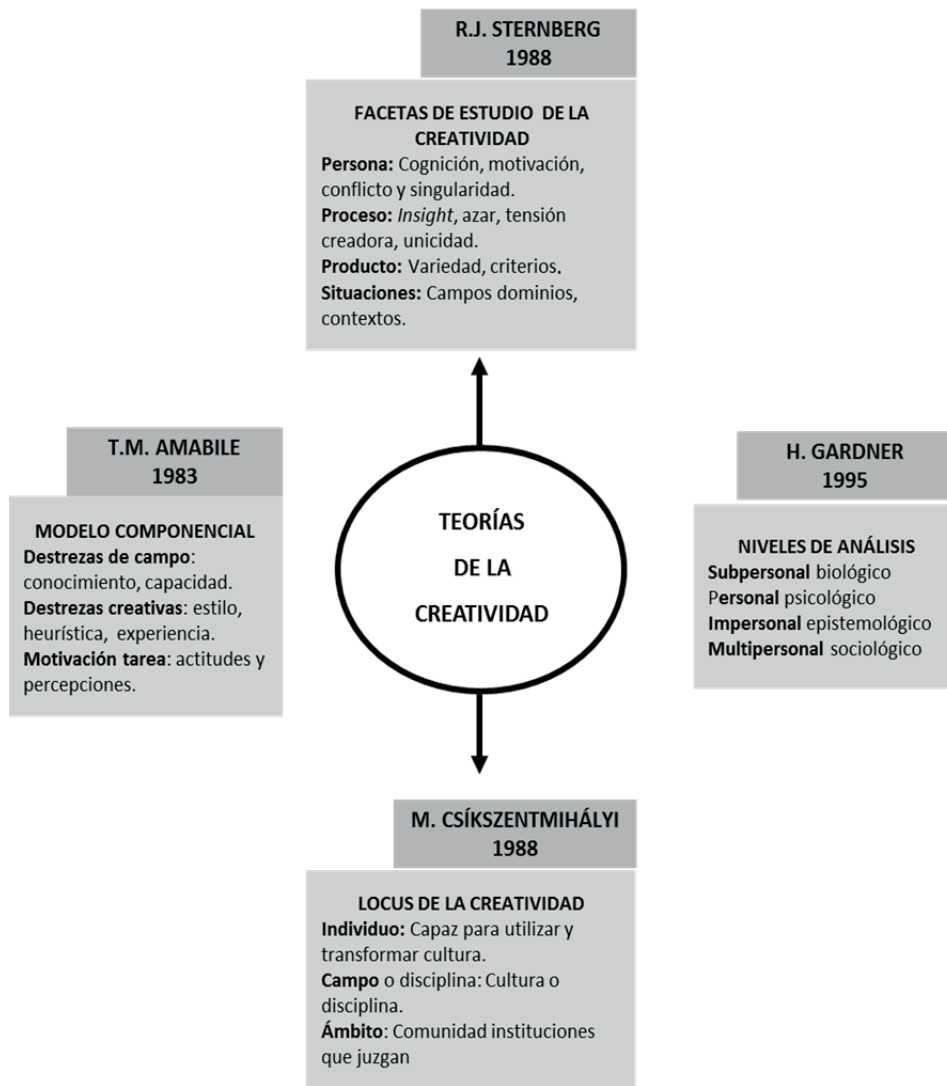 R.J. STERNBERG
1988
FACETAS DE ESTUDIO DE LA
CREATIVIDAD
Persona: Cognición, motivación,
conflicto y singularidad.
Proceso: Insight, azar, tensión
creadora, unicidad.
Producto: Variedad, criterios.
Situaciones: Campos dominios,
contextos.
T.M. AMABILE
1983
MODELO COMPONENCIAL
Destrezas de campo:
conocimiento, capacidad.
Destrezas creativas: estilo,
heurística, experiencia.
Motivación tarea: actitudes y
percepciones.
TEORÍAS
DE LA
CREATIVIDAD
H. GARDNER
1995
NIVELES DE ANÁLISIS
Subpersonal biológico
Personal psicológico
Impersonal epistemológico
Multipersonal sociológico
M. CSÍKSZENTMIHÁLYI
1988
LOCUS DE LA CREATIVIDAD
Individuo: Capaz para utilizar y
transformar cultura.
Campo o disciplina: Cultura o
disciplina.
Ámbito: Comunidad instituciones
que juzgan